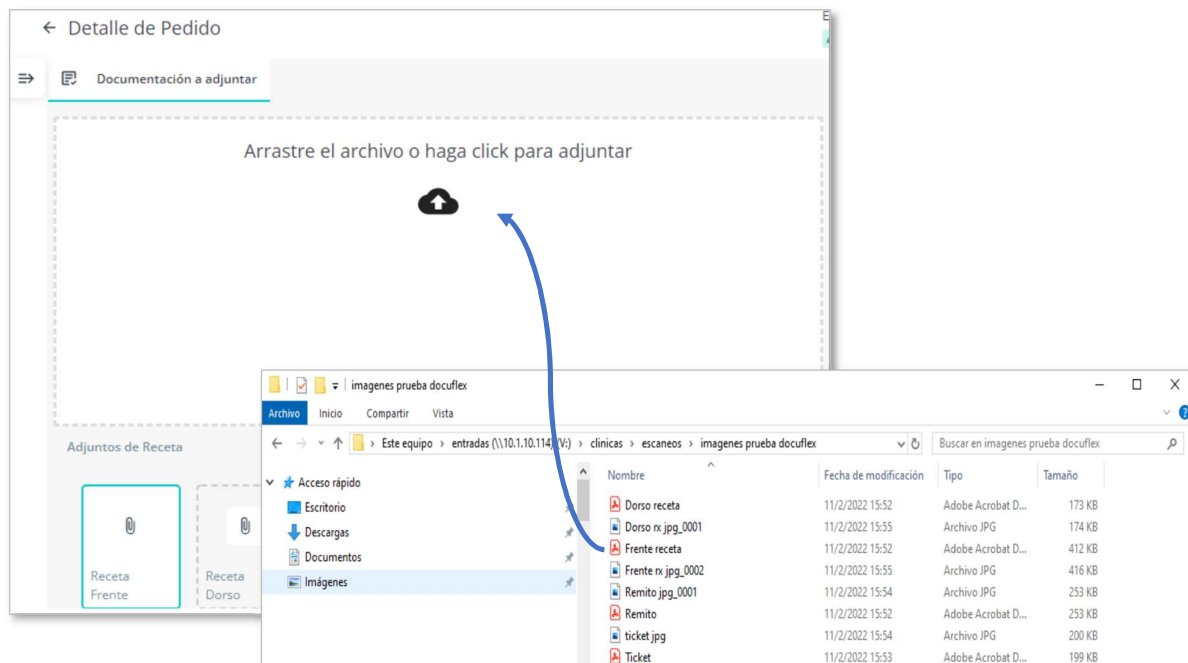 Detalle de Pedido
Documentación a adjuntar
Arrastre el archivo o haga click para adjuntar
Adjuntos de Receta
Receta
Frente
Receta
Dorso
imagenes prueba docuflex
Archivo Inicio Compartir Vista
Este equipo > entradas (\\10.1.10.114) (V:) > clinicas > escaneos > imagenes prueba docuflex
Buscar en imagenes prueba docuflex
Acceso rápido
Escritorio
Descargas
Documentos
Imágenes
Nombre Fecha de modificación Tipo Tamaño
Dorso receta 11/2/2022 15:52 Adobe Acrobat D... 173 KB
Dorso rx jpg_0001 11/2/2022 15:55 Archivo JPG 174 KB
Frente receta 11/2/2022 15:52 Adobe Acrobat D... 412 KB
Frente rx jpg_0002 11/2/2022 15:55 Archivo JPG 416 KB
Remito jpg_0001 11/2/2022 15:54 Archivo JPG 253 KB
Remito 11/2/2022 15:52 Adobe Acrobat D... 253 KB
ticket jpg 11/2/2022 15:54 Archivo JPG 200 KB
Ticket 11/2/2022 15:53 Adobe Acrobat D... 199 KB